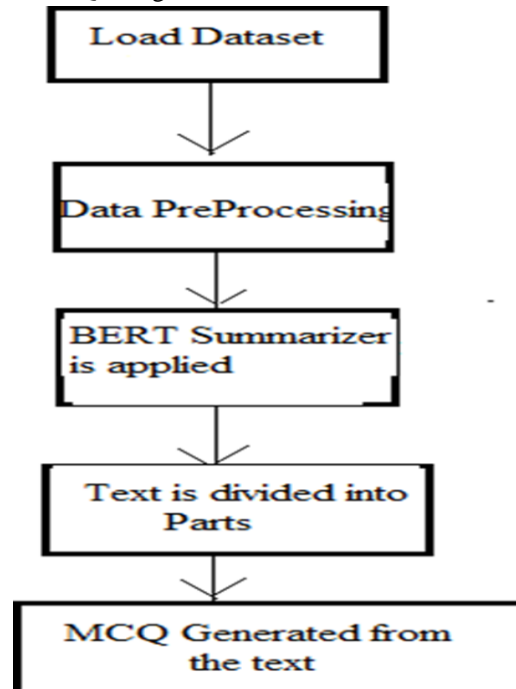 Load Dataset
Data PreProcessing
BERT Summarizer
is applied
Text is divided into
Parts
MCQ Generated from
the text